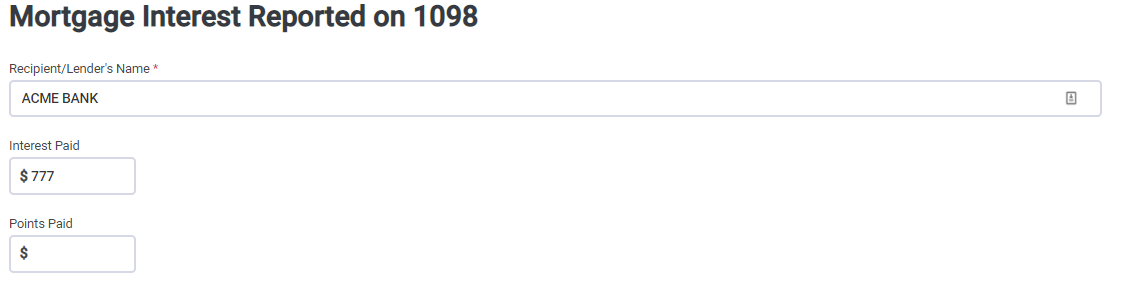 Mortgage Interest Reported on 1098
Recipient/Lender's Name *
ACME BANK
Interest Paid
$ 777
Points Paid
$